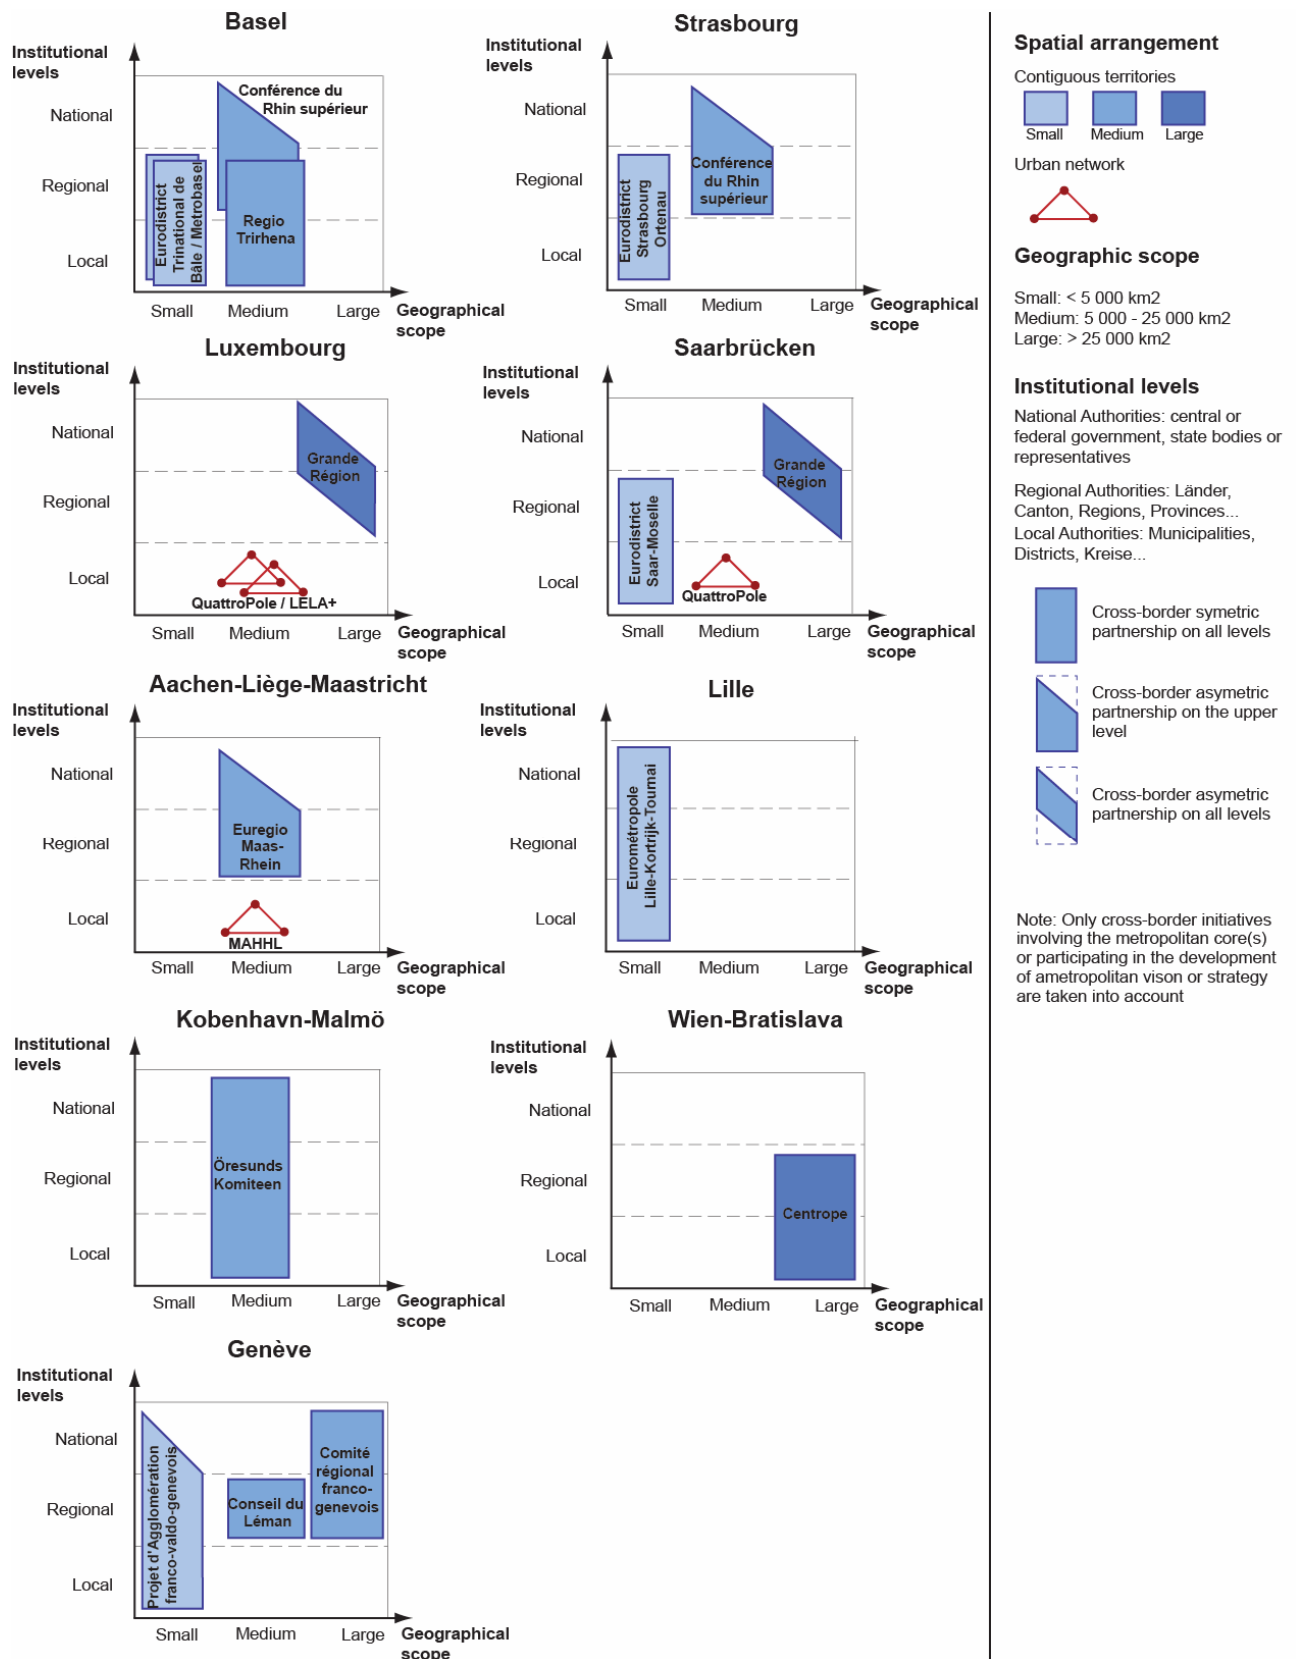 Basel
Institutional
levels
National
Regional
Local
Conférence du
Rhin supérieur
Eurodistrict
Trinational de
Bâle / Metrobasel
Regio
Trirhena
Small
Medium
Large
Geographical
scope
Strasbourg
Institutional
levels
National
Regional
Local
Eurodistrict
Strasbourg
Ortenau
Conférence
du Rhin
supérieur
Small
Medium
Large
Geographical
scope
Luxembourg
Institutional
levels
National
Regional
Local
Grande
Région
QuattroPole / LELA+
Small
Medium
Large
Geographical
scope
Saarbrücken
Institutional
levels
National
Regional
Local
Eurodistrict
Saar-Moselle
Grande
Région
QuattroPole
Small
Medium
Large
Geographical
scope
Aachen-Liège-Maastricht
Institutional
levels
National
Regional
Local
Euregio
Maas-
Rhein
MAHHL
Small
Medium
Large
Geographical
scope
Lille
Institutional
levels
National
Regional
Local
Eurométropole
Lille-Kortrijk-Tournai
Small
Medium
Large
Geographical
scope
Kobenhavn-Malmö
Institutional
levels
National
Regional
Local
Öresunds
Komiteen
Small
Medium
Large
Geographical
scope
Wien-Bratislava
Institutional
levels
National
Regional
Local
Centrope
Small
Medium
Large
Geographical
scope
Genève
Institutional
levels
National
Regional
Local
Projet d'Agglomération
franco-valdo-genevois
Conseil du
Léman
Comité
régional
franco-
genevois
Small
Medium
Large
Geographical
scope
Spatial arrangement
Contiguous territories
Small
Medium
Large
Urban network
Geographic scope
Small: < 5 000 km2
Medium: 5 000 - 25 000 km2
Large: > 25 000 km2
Institutional levels
National Authorities: central or
federal government, state bodies or
representatives
Regional Authorities: Länder,
Canton, Regions, Provinces...
Local Authorities: Municipalities,
Districts, Kreise...
Cross-border symetric
partnership on all levels
Cross-border asymetric
partnership on the upper
level
Cross-border asymetric
partnership on all levels
Note: Only cross-border initiatives
involving the metropolitan core(s)
or participating in the development
of ametropolitan vison or strategy
are taken into account